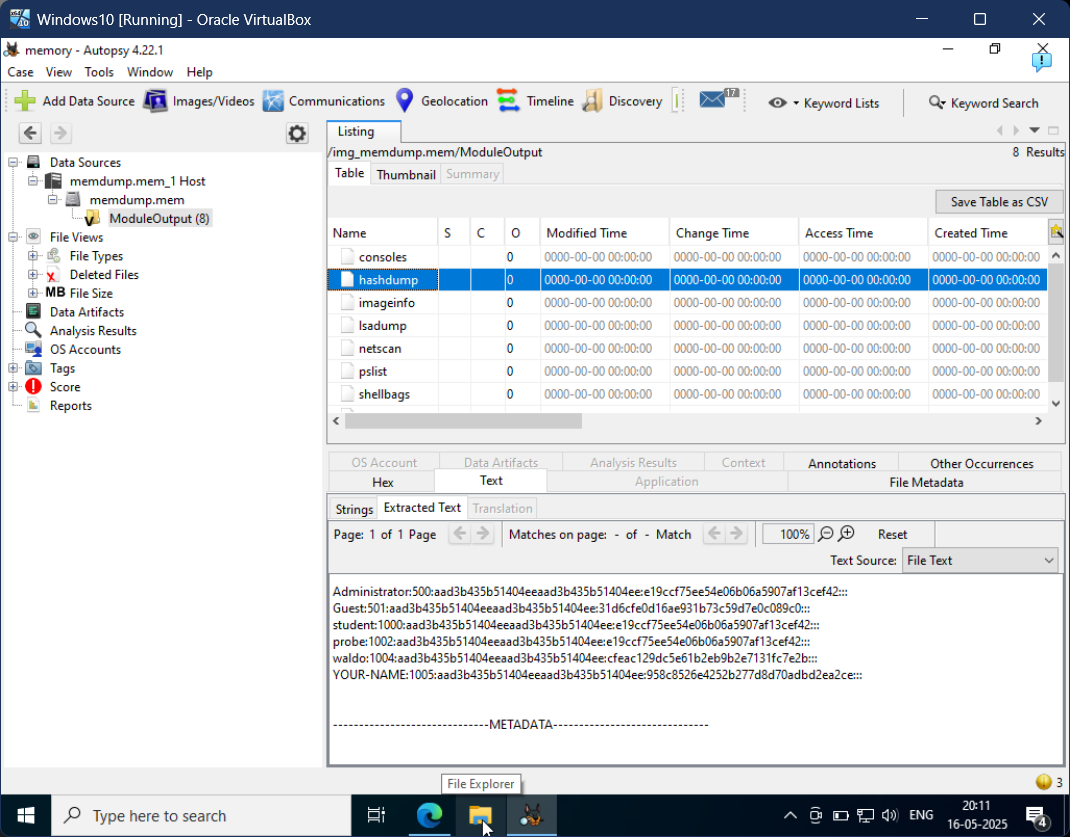 Windows10 [Running] - Oracle VirtualBox
memory - Autopsy 4.22.1
Case View Tools Window Help
Add Data Source Images/Videos Communications Geolocation Timeline Discovery 17 Keyword Lists Keyword Search
Listing
/img_memdump.mem/ModuleOutput 8 Results
Table Thumbnail Summary
Save Table as CSV
Name S C O Modified Time Change Time Access Time Created Time
consoles 0 0000-00-00 00:00:00 0000-00-00 00:00:00 0000-00-00 00:00:00 0000-00-00 00:00:00
hashdump 0 0000-00-00 00:00:00 0000-00-00 00:00:00 0000-00-00 00:00:00 0000-00-00 00:00:00
imageinfo 0 0000-00-00 00:00:00 0000-00-00 00:00:00 0000-00-00 00:00:00 0000-00-00 00:00:00
lsadump 0 0000-00-00 00:00:00 0000-00-00 00:00:00 0000-00-00 00:00:00 0000-00-00 00:00:00
netscan 0 0000-00-00 00:00:00 0000-00-00 00:00:00 0000-00-00 00:00:00 0000-00-00 00:00:00
pslist 0 0000-00-00 00:00:00 0000-00-00 00:00:00 0000-00-00 00:00:00 0000-00-00 00:00:00
shellbags 0 0000-00-00 00:00:00 0000-00-00 00:00:00 0000-00-00 00:00:00 0000-00-00 00:00:00
Data Sources
memdump.mem_1 Host
memdump.mem
ModuleOutput (8)
File Views
File Types
Deleted Files
MB File Size
Data Artifacts
Analysis Results
OS Accounts
Tags
Score
Reports
OS Account Data Artifacts Analysis Results Context Annotations Other Occurrences
Hex Text Application File Metadata
Strings Extracted Text Translation
Page: 1 of 1 Page Matches on page: - of - Match 100% Reset
Text Source: File Text
Administrator:500:aad3b435b51404eeaad3b435b51404ee:e19ccf75ee54e06b06a5907af13cef42:::
Guest:501:aad3b435b51404eeaad3b435b51404ee:31d6cfe0d16ae931b73c59d7e0c089c0:::
student:1000:aad3b435b51404eeaad3b435b51404ee:e19ccf75ee54e06b06a5907af13cef42:::
probe:1002:aad3b435b51404eeaad3b435b51404ee:e19ccf75ee54e06b06a5907af13cef42:::
waldo:1004:aad3b435b51404eeaad3b435b51404ee:cfeac129dc5e61b2eb9b2e7131fc7e2b:::
YOUR-NAME:1005:aad3b435b51404eeaad3b435b51404ee:958c8526e4252b277d8d70adbd2ea2ce:::
------------------------------METADATA------------------------------
File Explorer
3
Type here to search
ENG
20:11
16-05-2025
4